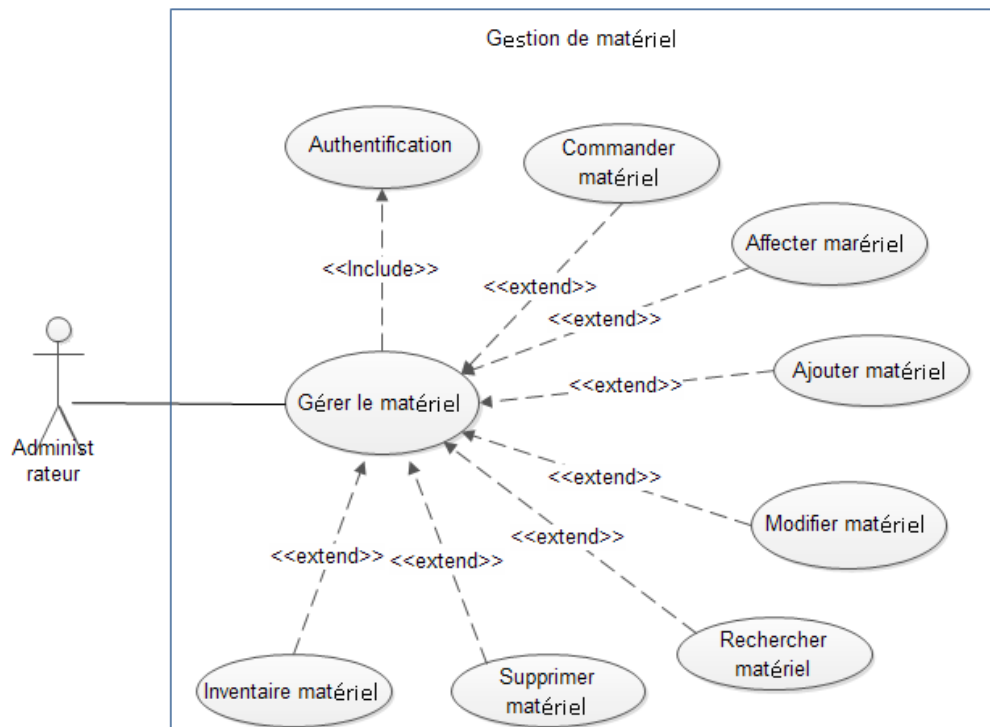 Gestion de matériel
Authentification
Commander
matériel
Affecter marériel
<<Include>>
<<extend>>
<<extend>>
Ajouter matériel
<<extend>>
Gérer le matériel
Administ
rateur
<<extend>>
Modifier matériel
<<extend>>
<<extend>>
<<extend>>
Rechercher
matériel
Inventaire matériel
Supprimer
matériel